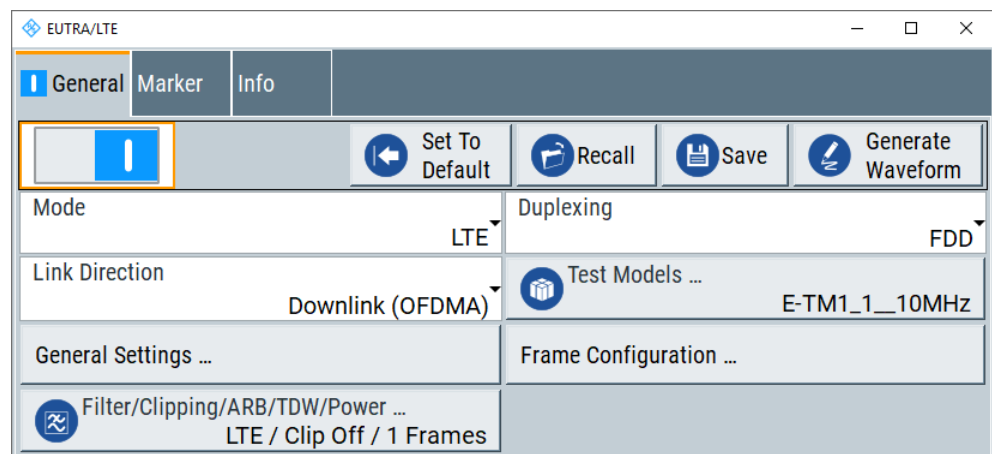 EUTRA/LTE
General Marker Info
Set To
Default
Recall
Save
Generate
Waveform
Mode
LTE
Duplexing
FDD
Link Direction
Downlink (OFDMA)
Test Models ...
E-TM1_1__10MHz
General Settings ...
Frame Configuration ...
Filter/Clipping/ARB/TDW/Power ...
LTE / Clip Off / 1 Frames